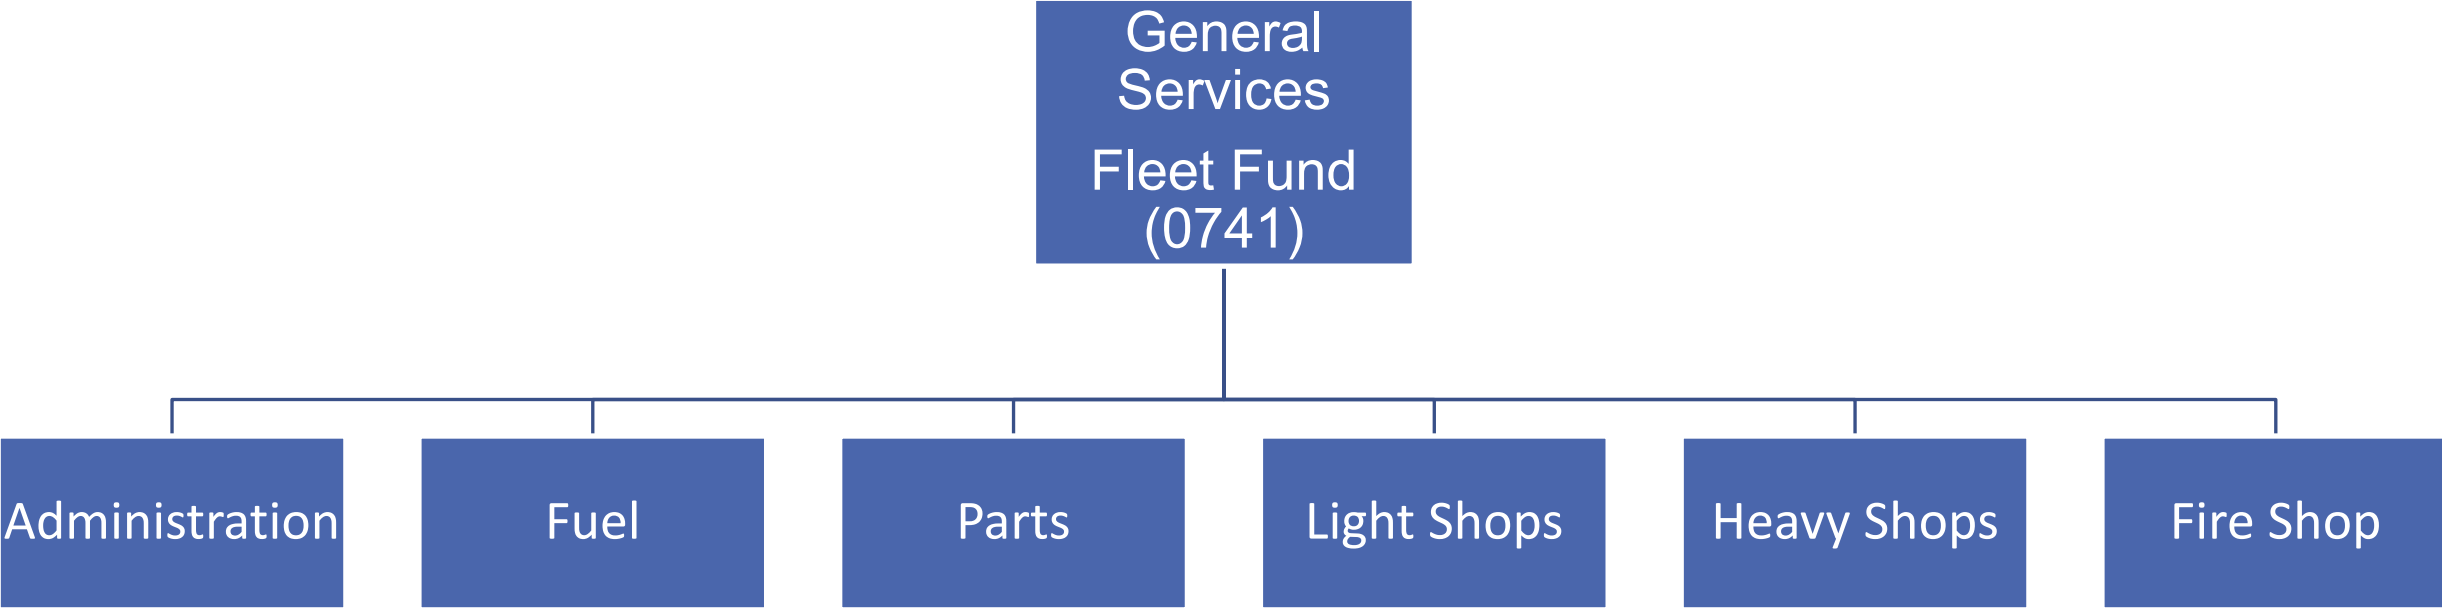 General
Services
Fleet Fund
(0741)
Administration
Fuel
Parts
Light Shops
Heavy Shops
Fire Shop